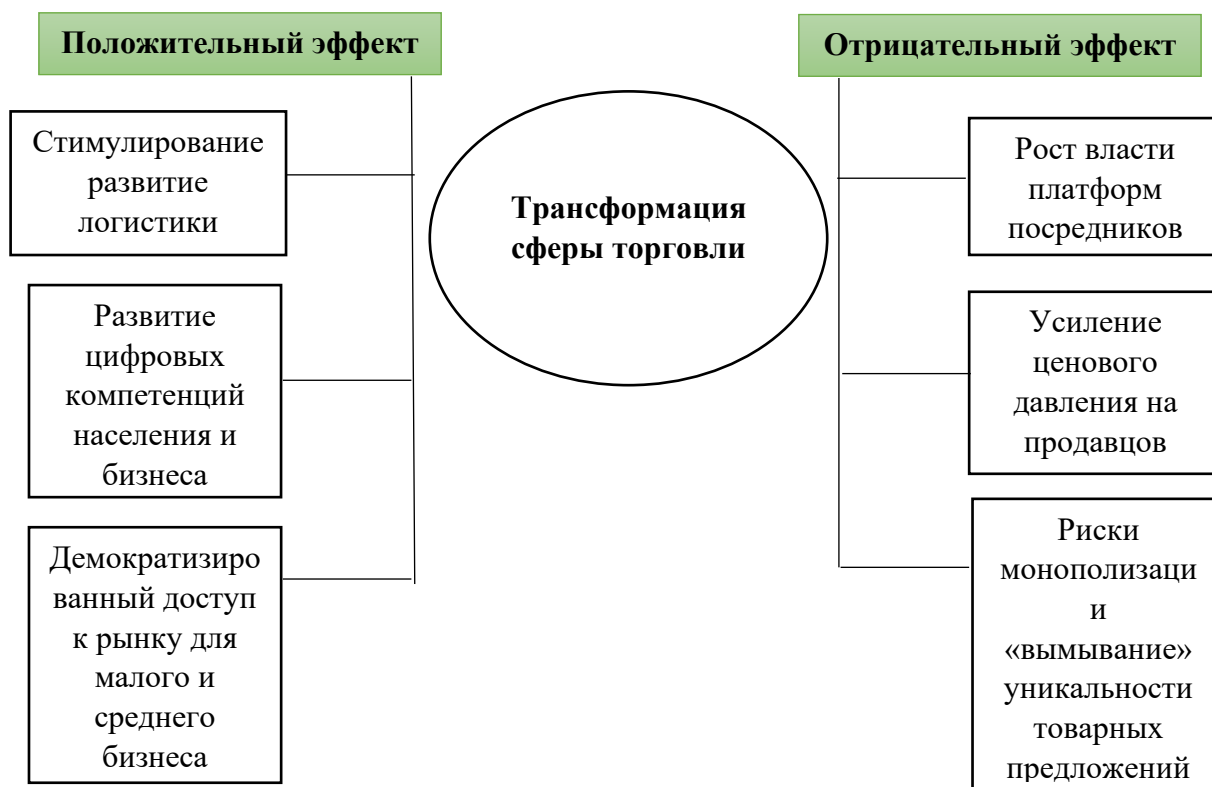 Положительный эффект
Стимулирование
развитие
логистики
Развитие
цифровых
компетенций
населения и
бизнеса
Демократизиро
ванный доступ
к рынку для
малого и
среднего
бизнеса
Трансформация
сферы торговли
Отрицательный эффект
Рост власти
платформ
посредников
Усиление
ценового
давления на
продавцов
Риски
монополизаци
и
«вымывание»
уникальности
товарных
предложений